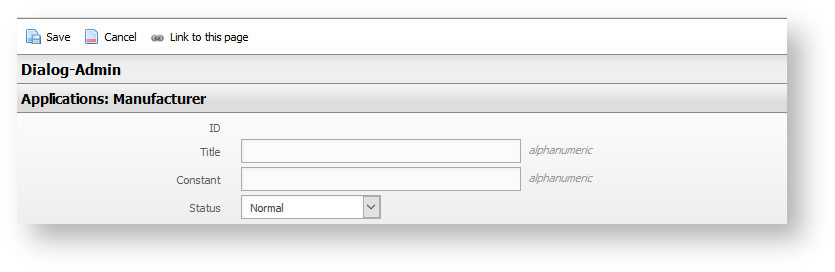 Save Cancel Link to this page
Dialog-Admin
Applications: Manufacturer
ID
Title alphanumeric
Constant alphanumeric
Status Normal